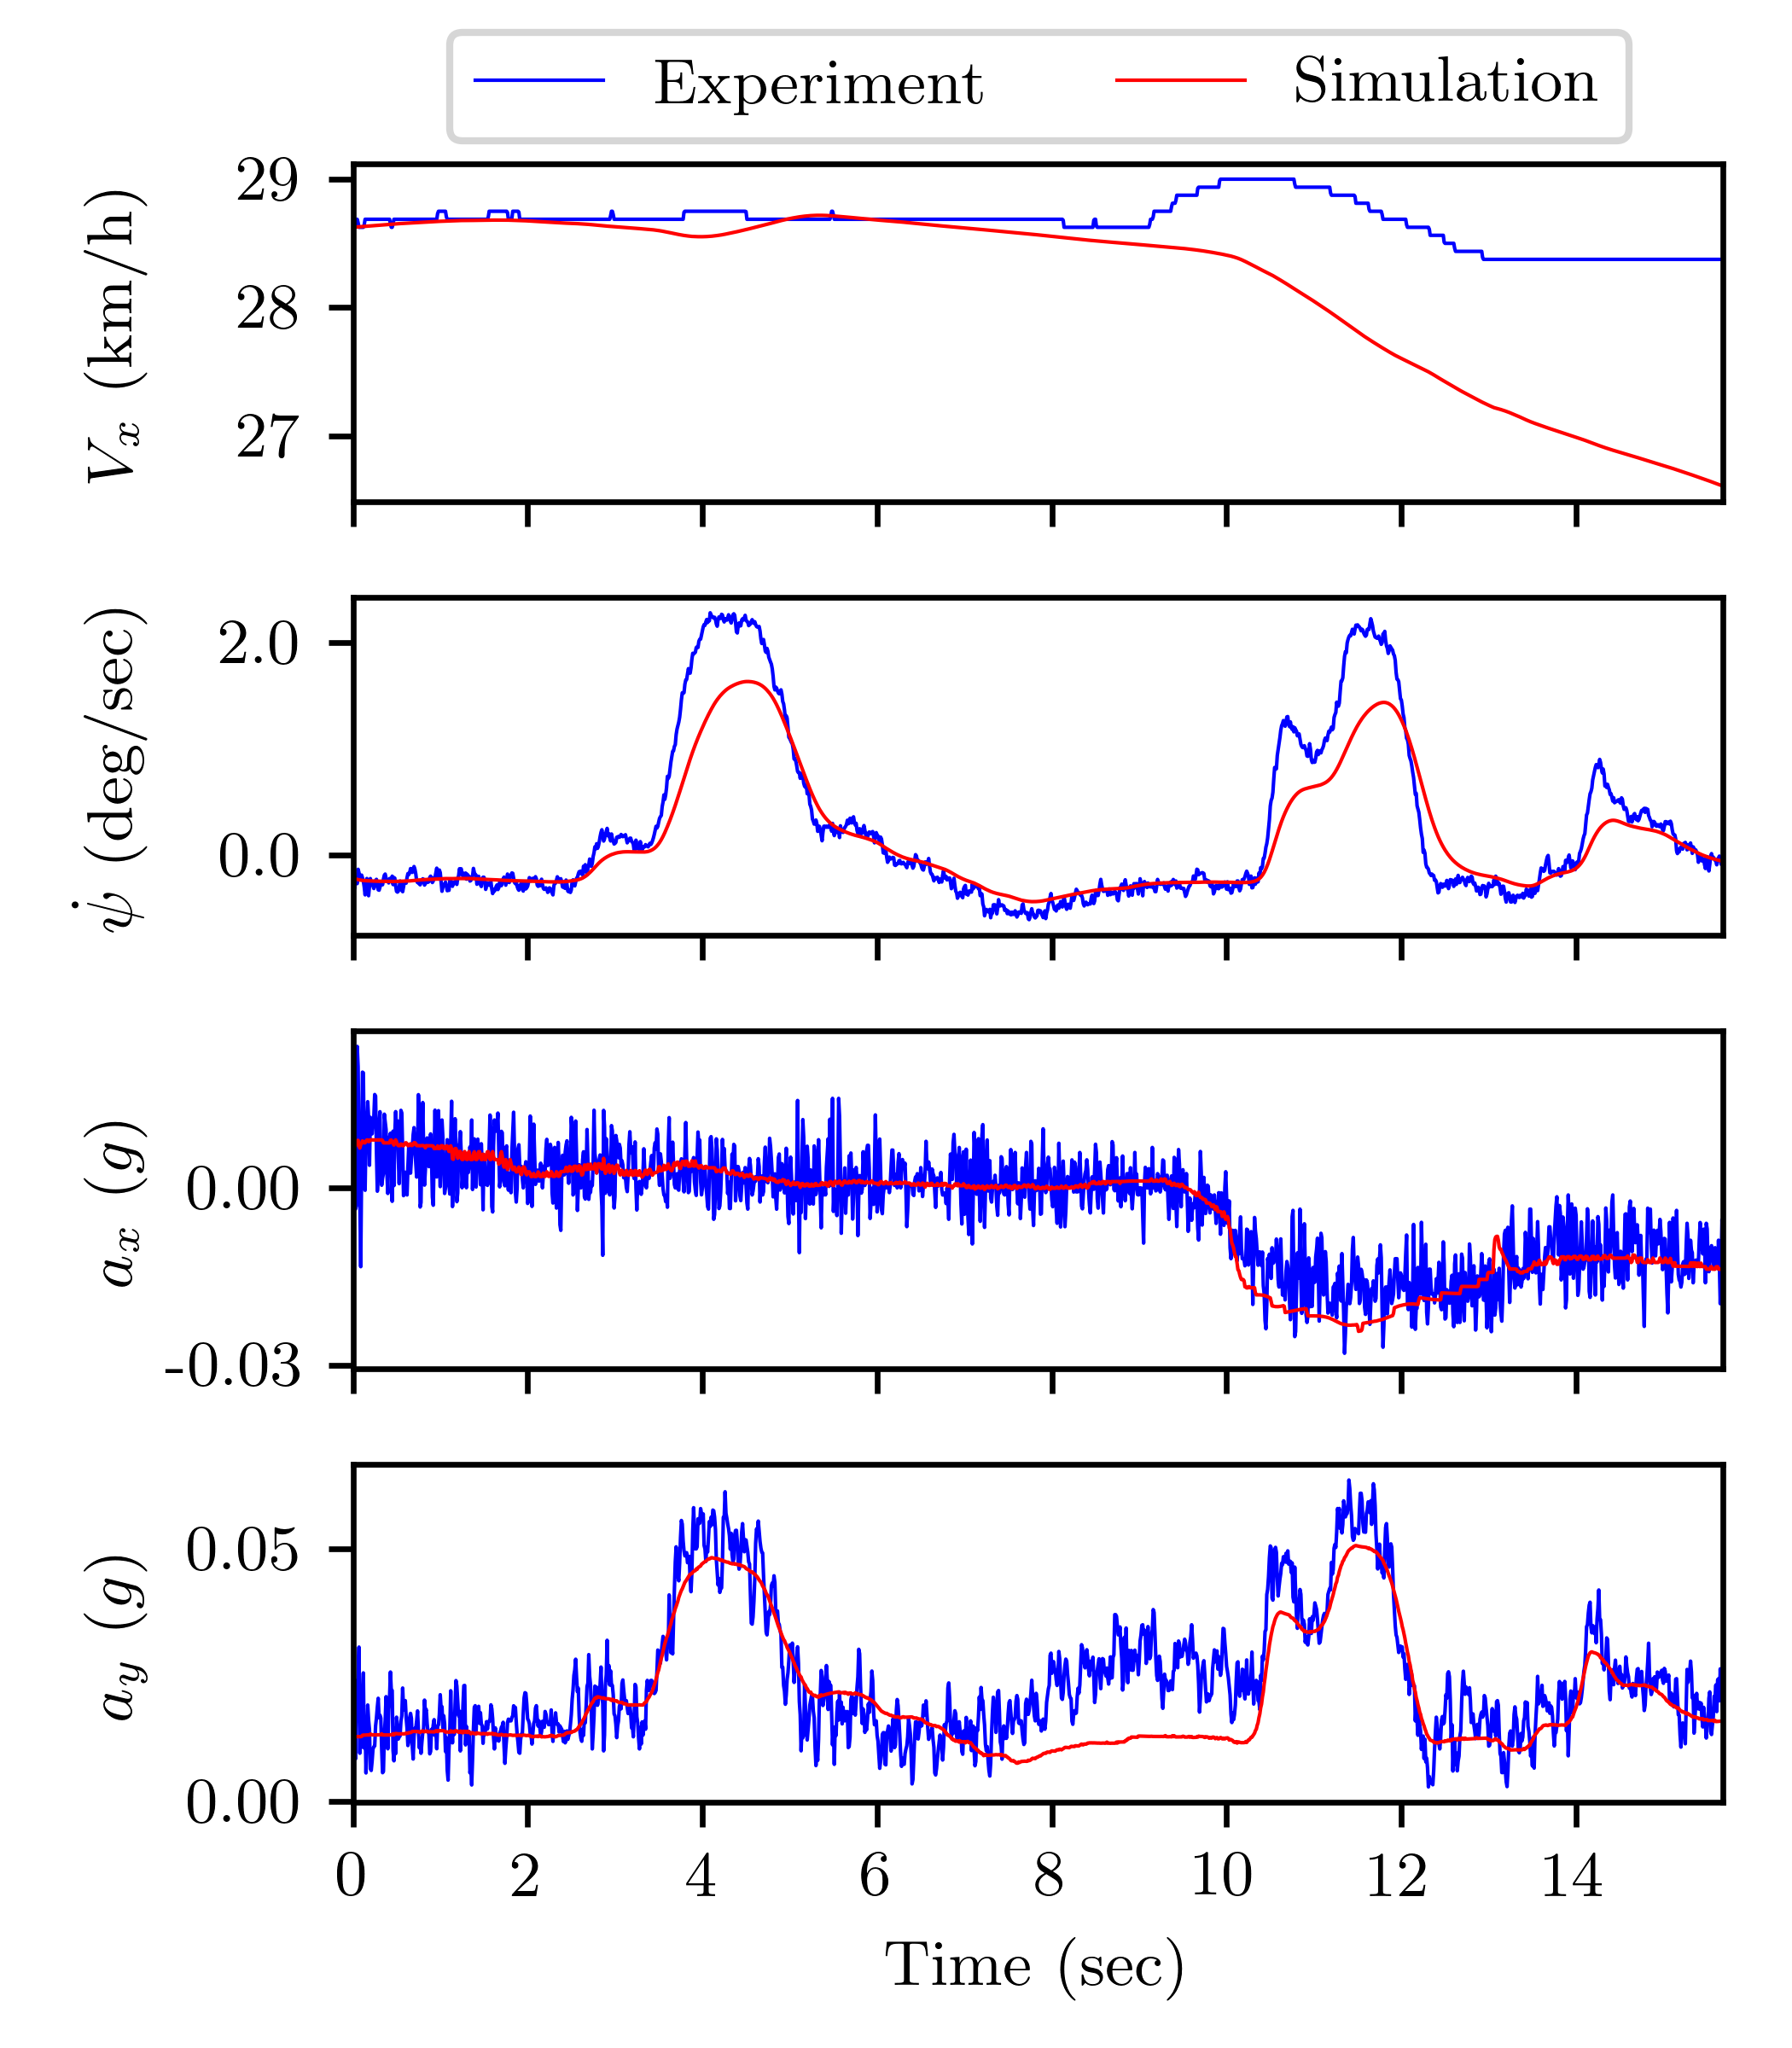 Experiment Simulation
29
28
27
V_x (km/h)
2.0
0.0
ψ̇ (deg/sec)
0.00
-0.03
a_x (g)
0.05
0.00
a_y (g)
0 2 4 6 8 10 12 14
Time (sec)